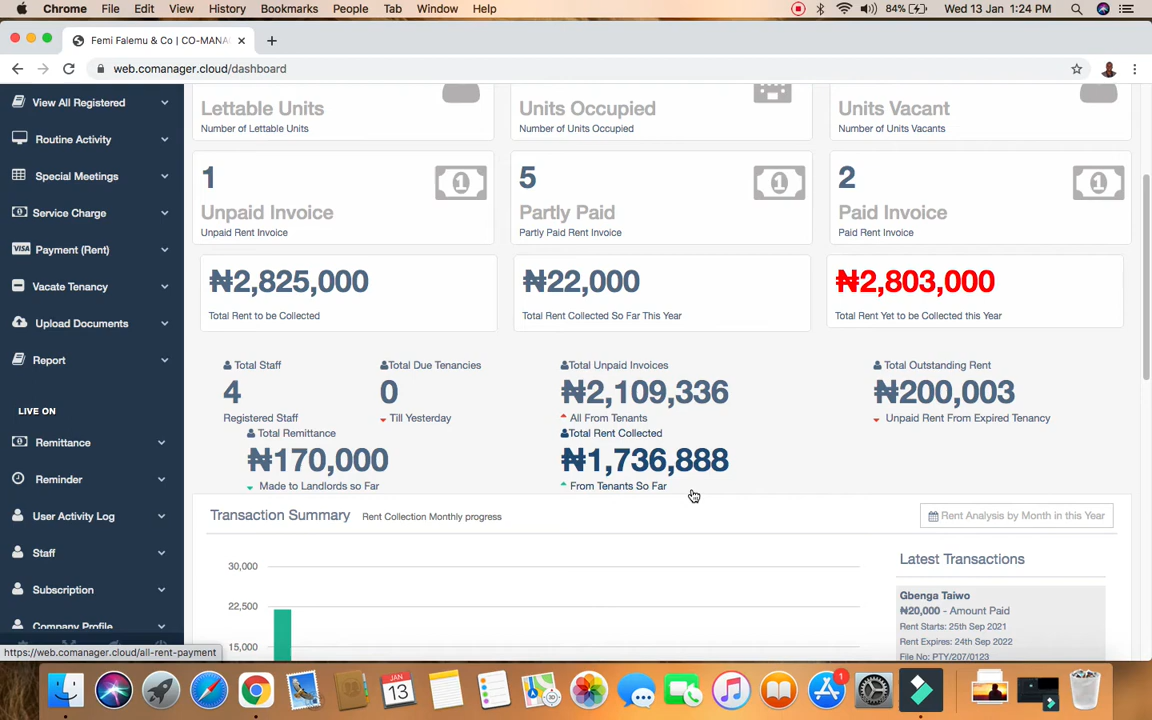 Chrome File Edit View History Bookmarks People Tab Window Help 84% Wed 13 Jan 1:24 PM
Femi Falemu & Co | CO-MANA
web.comanager.cloud/dashboard
View All Registered
Routine Activity
Special Meetings
Service Charge
VISA Payment (Rent)
Vacate Tenancy
Upload Documents
Report
LIVE ON
Remittance
Reminder
User Activity Log
Staff
Subscription
Company Profile
https://web.comanager.cloud/all-rent-payment
Lettable Units
Number of Lettable Units
Units Occupied
Number of Units Occupied
Units Vacant
Number of Units Vacants
1
Unpaid Invoice
Unpaid Rent Invoice
5
Partly Paid
Partly Paid Rent Invoice
2
Paid Invoice
Paid Rent Invoice
₦2,825,000
Total Rent to be Collected
₦22,000
Total Rent Collected So Far This Year
₦2,803,000
Total Rent Yet to be Collected this Year
Total Staff
4
Registered Staff
Total Due Tenancies
0
Till Yesterday
Total Unpaid Invoices
₦2,109,336
All From Tenants
Total Outstanding Rent
₦200,003
Unpaid Rent From Expired Tenancy
Total Remittance
₦170,000
Made to Landlords so Far
Total Rent Collected
₦1,736,888
From Tenants So Far
Transaction Summary Rent Collection Monthly progress
Rent Analysis by Month in this Year
30,000
22,500
15,000
Latest Transactions
Gbenga Taiwo
₦20,000 - Amount Paid
Rent Starts: 25th Sep 2021
Rent Expires: 24th Sep 2022
File No: PTY/207/0123
JAN
13
1